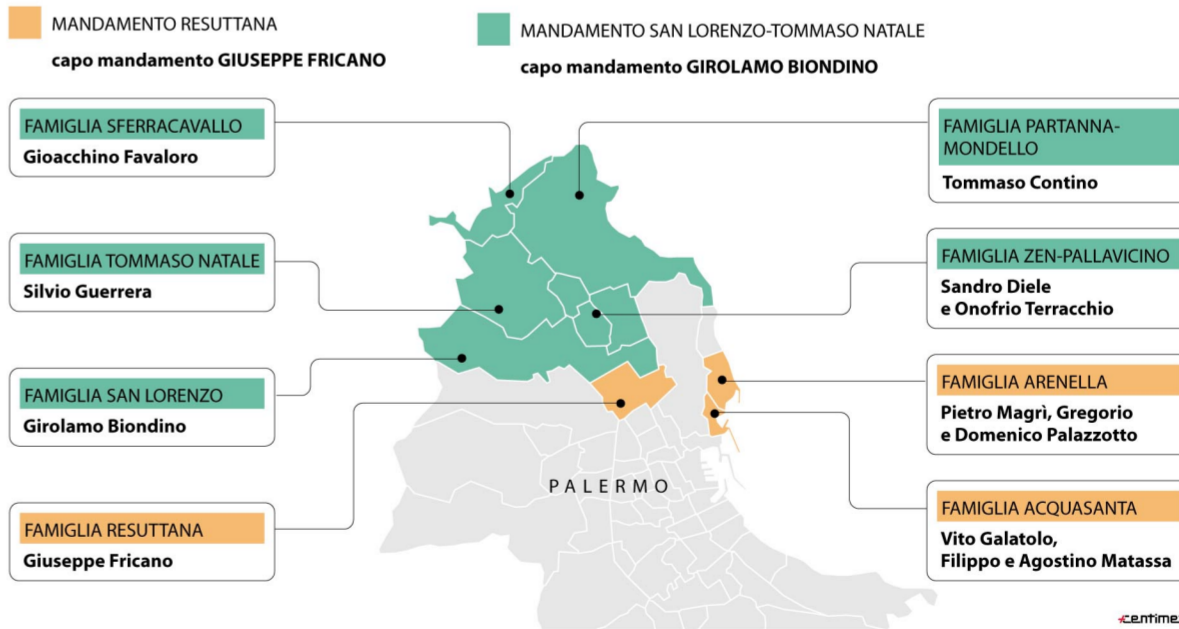 MANDAMENTO RESUTTANA
capo mandamento GIUSEPPE FRICANO
MANDAMENTO SAN LORENZO-TOMMASO NATALE
capo mandamento GIROLAMO BIONDINO
FAMIGLIA SFERRACAVALLO
Gioacchino Favaloro
FAMIGLIA TOMMASO NATALE
Silvio Guerrera
FAMIGLIA SAN LORENZO
Girolamo Biondino
FAMIGLIA RESUTTANA
Giuseppe Fricano
PALERMO
FAMIGLIA PARTANNA-
MONDELLO
Tommaso Contino
FAMIGLIA ZEN-PALLAVICINO
Sandro Diele
e Onofrio Terracchio
FAMIGLIA ARENELLA
Pietro Magrì, Gregorio
e Domenico Palazzotto
FAMIGLIA ACQUASANTA
Vito Galatolo,
Filippo e Agostino Matassa